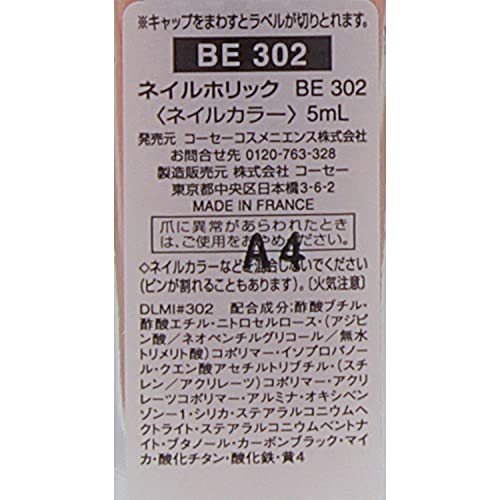 ※キャップをまわすとラベルが切りとれます。
BE 302
ネイルホリック BE 302
〈ネイルカラー〉5mL
発売元 コーセーコスメニエンス株式会社
お問合せ先 0120-763-328
製造販売元 株式会社 コーセー
東京都中央区日本橋3-6-2
MADE IN FRANCE
爪に異常があらわれたとき
は、ご使用をおやめください。
A4
◇ネイルカラーなどを混合しないでください
(ビンが割れることもあります)。〔火気注意〕
DLMI#302 配合成分:酢酸ブチル・
酢酸エチル・ニトロセルロース・(アジピ
ン酸/ネオペンチルグリコール/無水
トリメリト酸)コポリマー・イソプロパノー
ル・クエン酸アセチルトリブチル・(ス
チレン/アクリレーツ)コポリマー・アクリ
レーツコポリマー・アルミナ・オキシベン
ゾン-1・シリカ・ステアラルコニウムヘク
トライト・ステアラルコニウムベントナ
イト・ブタノール・カーボンブラック・マイ
カ・酸化チタン・酸化鉄・黄4